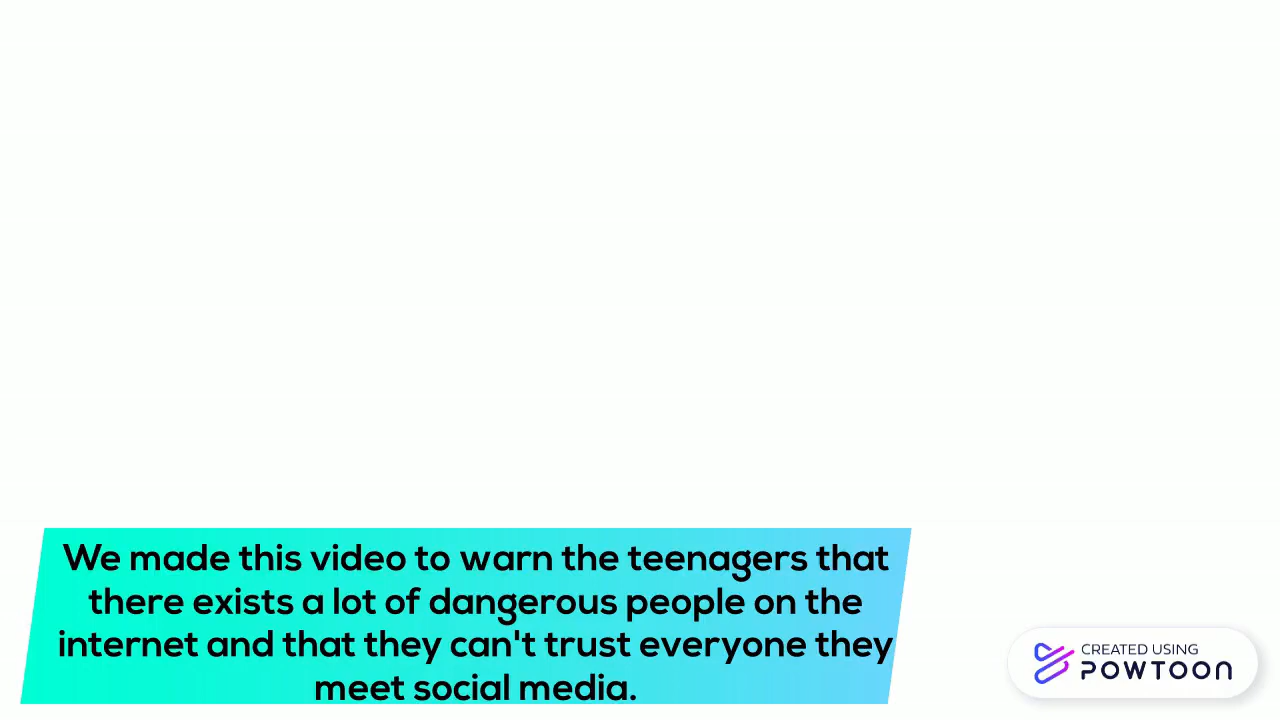 We made this video to warn the teenagers that
there exists a lot of dangerous people on the
internet and that they can't trust everyone they
meet social media.
CREATED USING
POWTOON